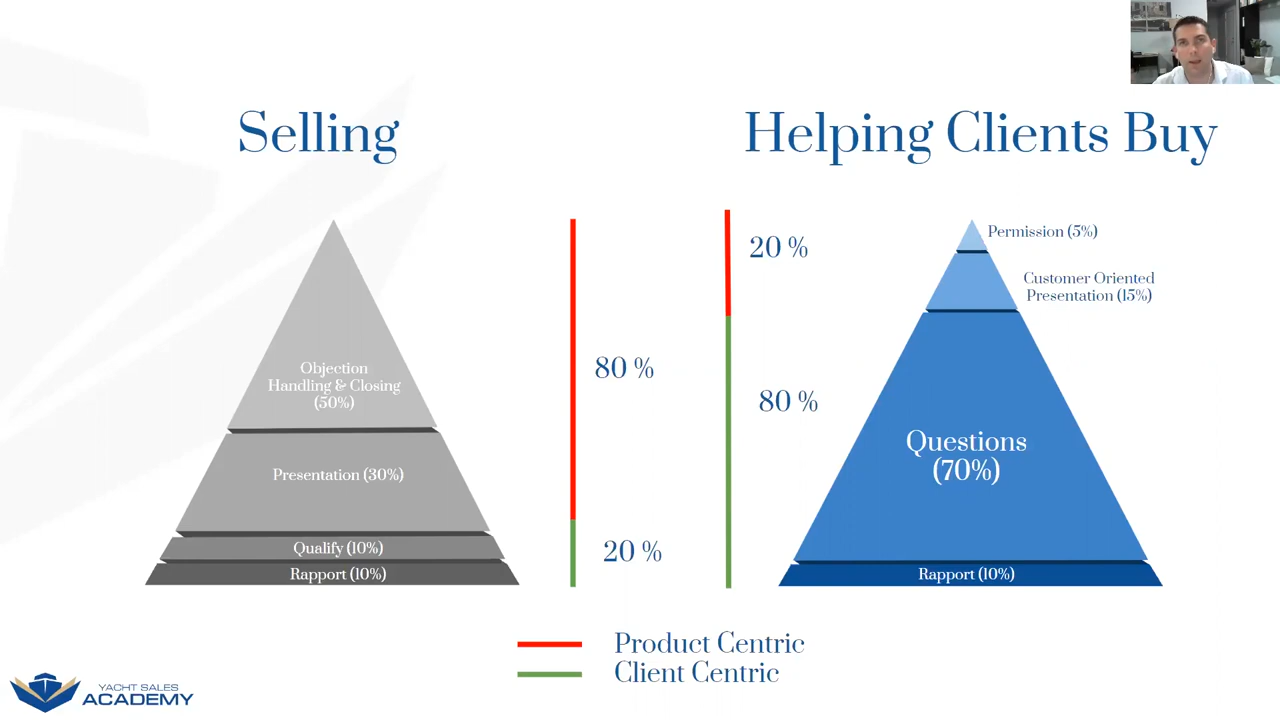 Selling
Helping Clients Buy
Objection
Handling & Closing
(50%)
Presentation (30%)
Qualify (10%)
Rapport (10%)
80 %
20 %
20 %
80 %
Permission (5%)
Customer Oriented
Presentation (15%)
Questions
(70%)
Rapport (10%)
Product Centric
Client Centric
YACHT SALES
ACADEMY